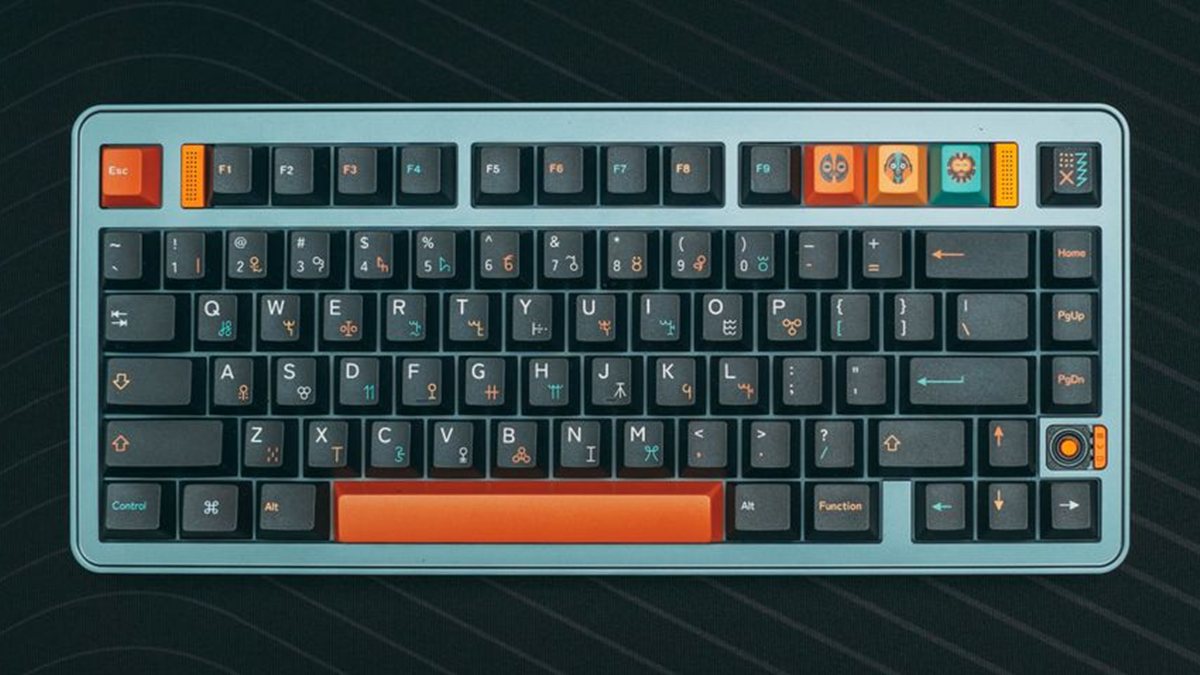 Esc F1 F2 F3 F4 F5 F6 F7 F8 F9
~ ! @ # $ % ^ & * ( ) _ +
` 1 2 3 4 5 6 7 8 9 0 - = ← Home
Q W E R T Y U I O P { } | PgUp
[ ] \
A S D F G H J K L : " PgDn
; '
Z X C V B N M < > ? ↑
, . /
Control ⌘ Alt Alt Function ← ↓ →